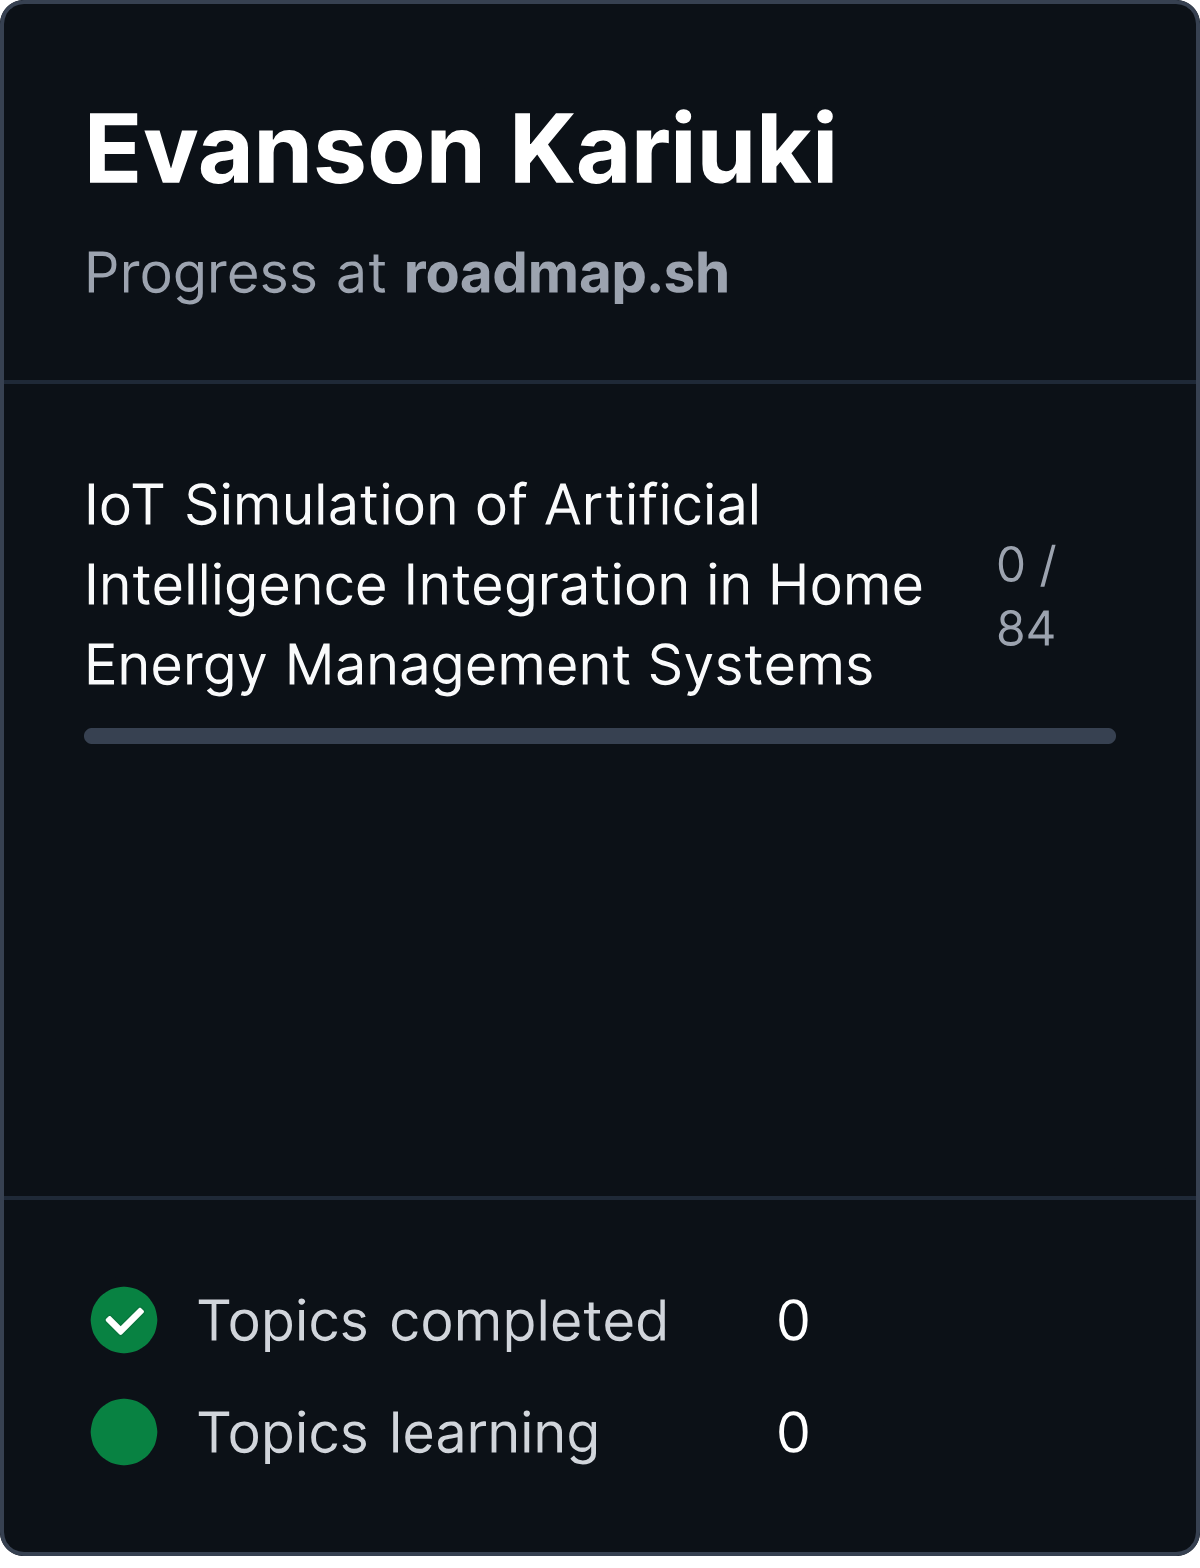 Evanson Kariuki
Progress at roadmap.sh
IoT Simulation of Artificial
Intelligence Integration in Home
Energy Management Systems
0 /
84
Topics completed 0
Topics learning 0